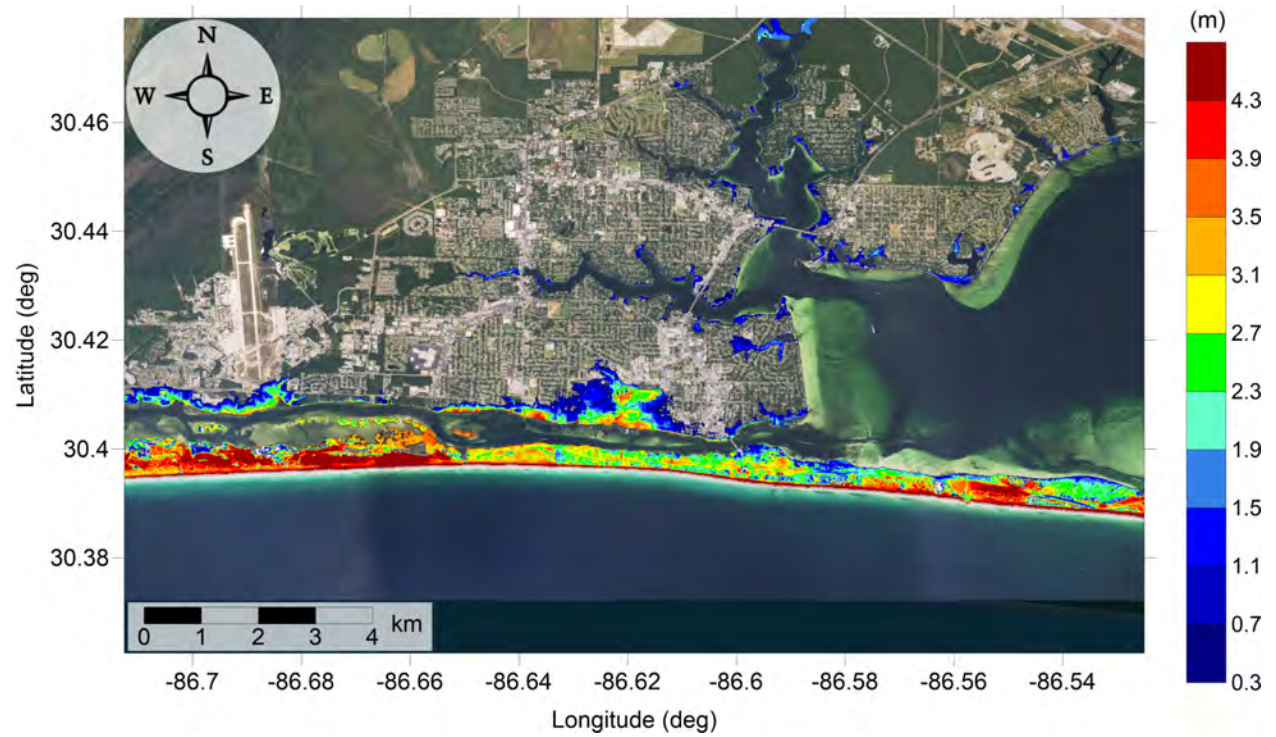 (m)
N
W E
S
4.3
3.9
3.5
3.1
2.7
2.3
1.9
1.5
1.1
0.7
0.3
30.46
30.44
30.42
30.4
30.38
Latitude (deg)
0 1 2 3 4 km
-86.7 -86.68 -86.66 -86.64 -86.62 -86.6 -86.58 -86.56 -86.54
Longitude (deg)